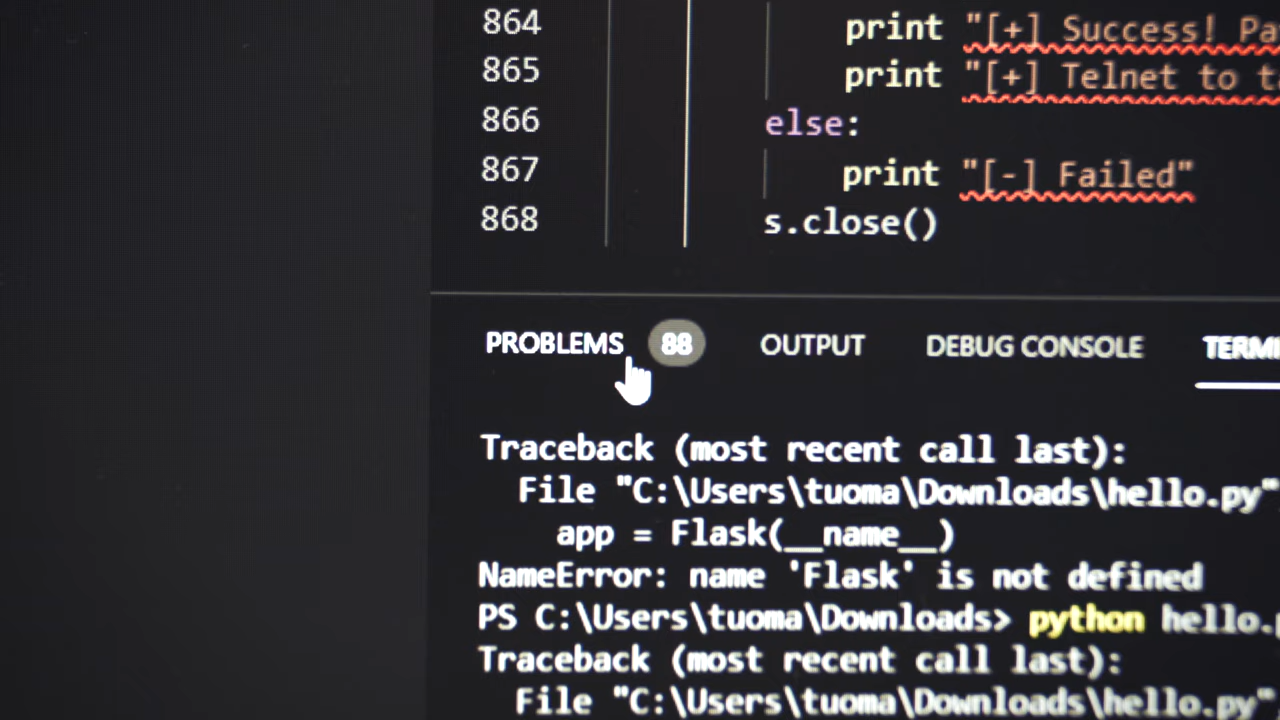 864 print "[+] Success!
865 print "[+] Telnet to
866 else:
867 print "[-] Failed"
868 s.close()
PROBLEMS 88 OUTPUT DEBUG CONSOLE
Traceback (most recent call last):
File "C:\Users\tuoma\Downloads\hello.py"
app = Flask(__name__)
NameError: name 'Flask' is not defined
PS C:\Users\tuoma\Downloads> python
Traceback (most recent call last):
File "C:\Users\tuoma\Downloads\hello.py"